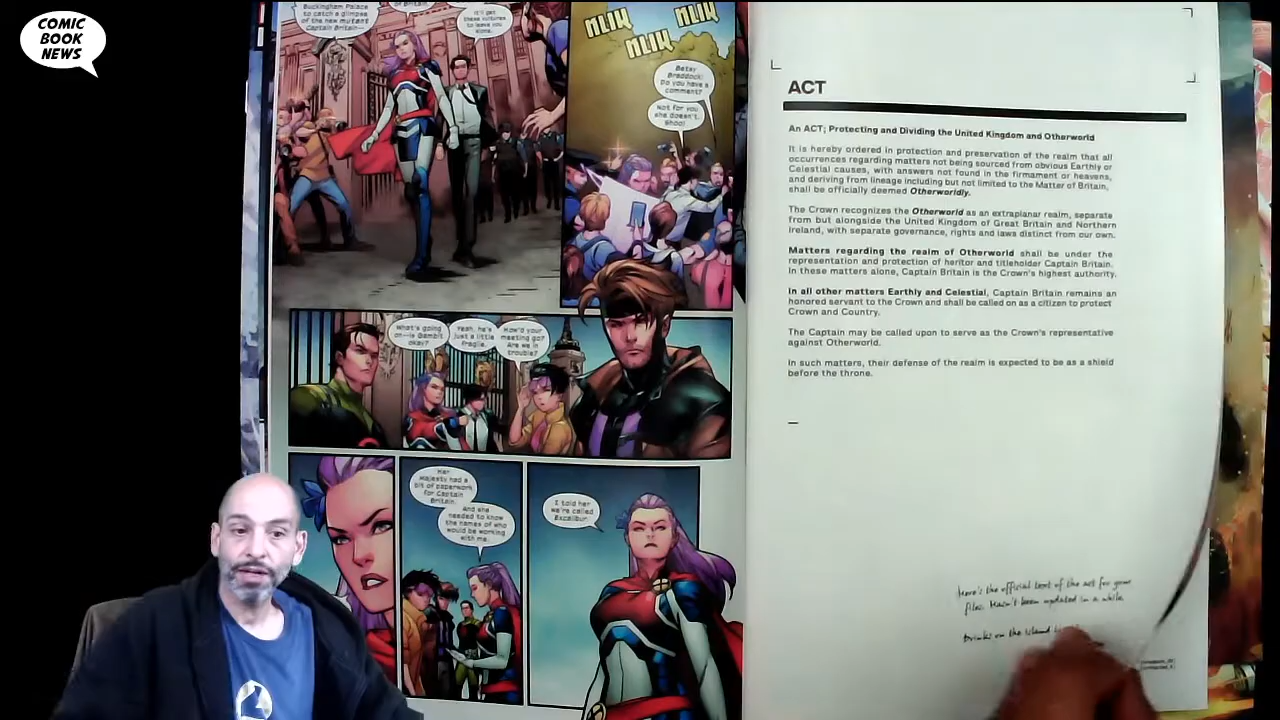 COMIC
BOOK
NEWS
Buckingham Palace
to catch a glimpse
of the new mutant
Captain Britain—
of Britain.
It'll get
these vultures
to leave you
alone.
NLIK
NLIK
NLIK
Betsy
Braddock!
Do you have a
comment?
Not for you
she doesn't.
Shoo!
What's going
on—is Gambit
okay?
Yeah, he's
just a little
fragile.
How'd your
meeting go?
Are we in
trouble?
Her
Majesty had a
bit of paperwork
for Captain
Britain.
And she
needed to know
the names of who
would be working
with me.
I told her
we're called
Excalibur.
ACT
An ACT; Protecting and Dividing the United Kingdom and Otherworld
It is hereby ordered in protection and preservation of the realm that all
occurrences regarding matters not being sourced from obvious Earthly or
Celestial causes, with answers not found in the firmament or heavens,
and deriving from lineage including but not limited to the Matter of Britain,
shall be officially deemed Otherworldly.
The Crown recognizes the Otherworld as an extraplanar realm, separate
from but alongside the United Kingdom of Great Britain and Northern
Ireland, with separate governance, rights and laws distinct from our own.
Matters regarding the realm of Otherworld shall be under the
representation and protection of heritor and titleholder Captain Britain.
In these matters alone, Captain Britain is the Crown's highest authority.
In all other matters Earthly and Celestial, Captain Britain remains an
honored servant to the Crown and shall be called on as a citizen to protect
Crown and Country.
The Captain may be called upon to serve as the Crown's representative
against Otherworld.
In such matters, their defense of the realm is expected to be as a shield
before the throne.
—
Here's the official text of the act for your
files. Hasn't been updated in a while.
Drinks on the island